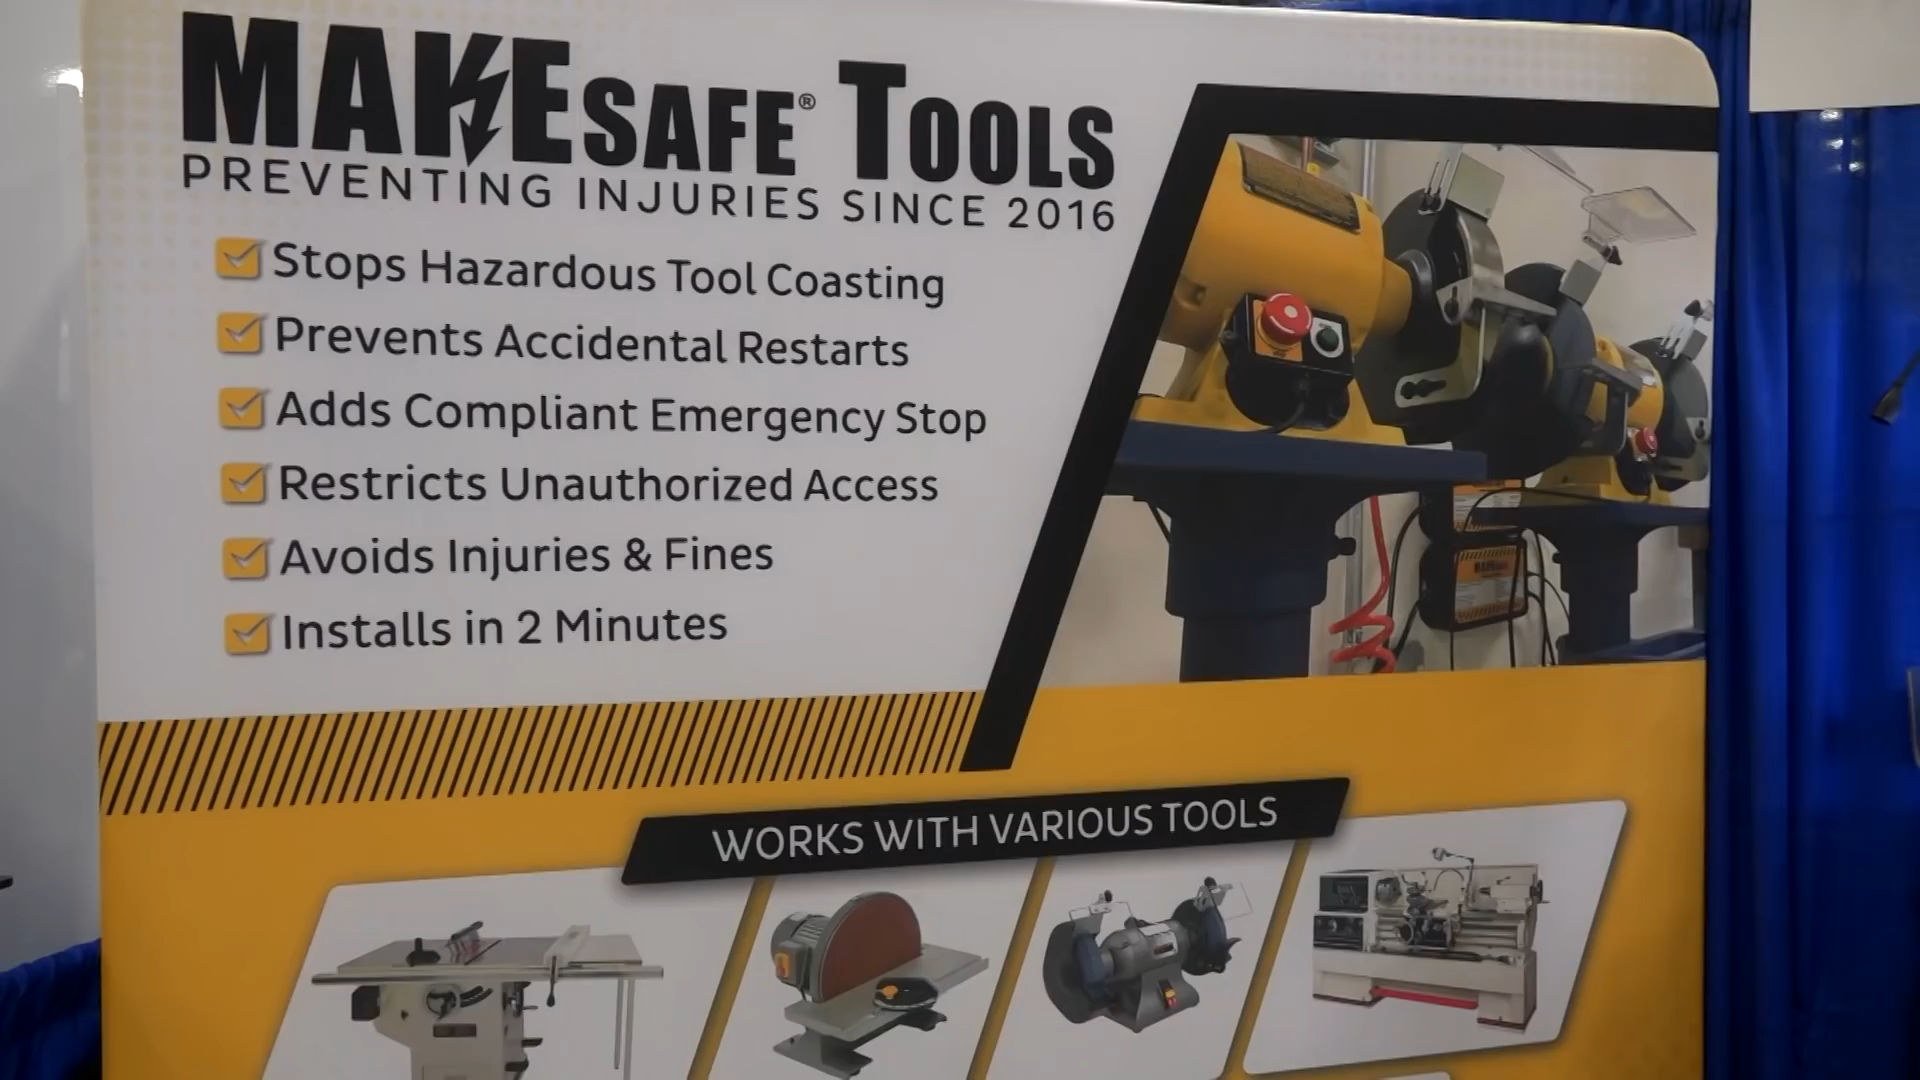 MAKESAFE® TOOLS
PREVENTING INJURIES SINCE 2016
Stops Hazardous Tool Coasting
Prevents Accidental Restarts
Adds Compliant Emergency Stop
Restricts Unauthorized Access
Avoids Injuries & Fines
Installs in 2 Minutes
WORKS WITH VARIOUS TOOLS